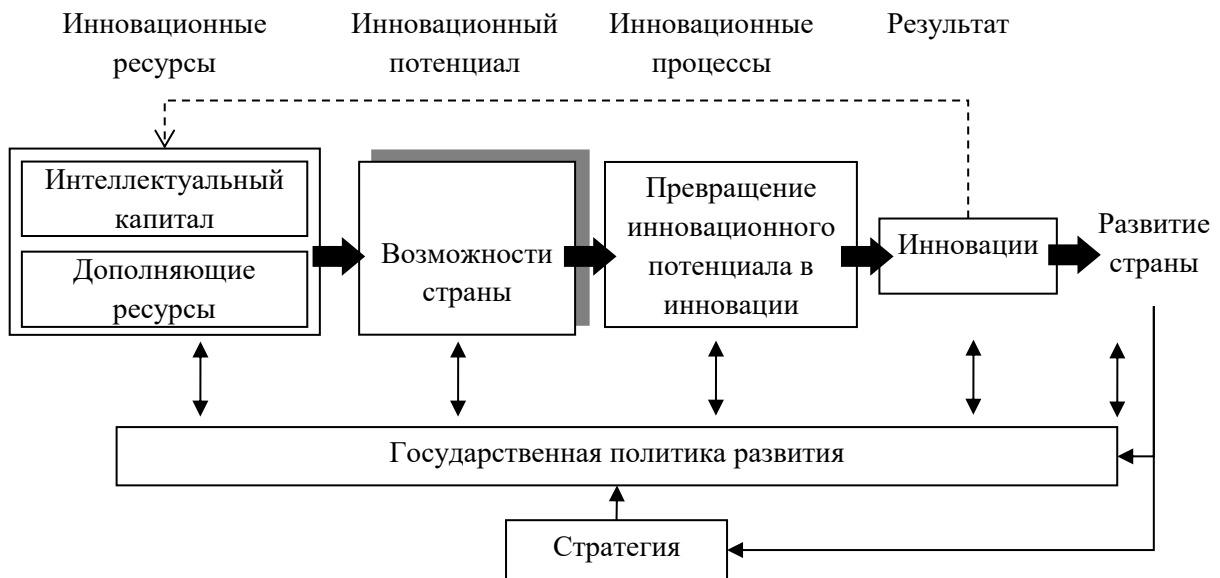 Инновационные
ресурсы
Инновационный
потенциал
Инновационные
процессы
Результат
Интеллектуальный
капитал
Дополняющие
ресурсы
Возможности
страны
Превращение
инновационного
потенциала в
инновации
Инновации
Развитие
страны
Государственная политика развития
Стратегия